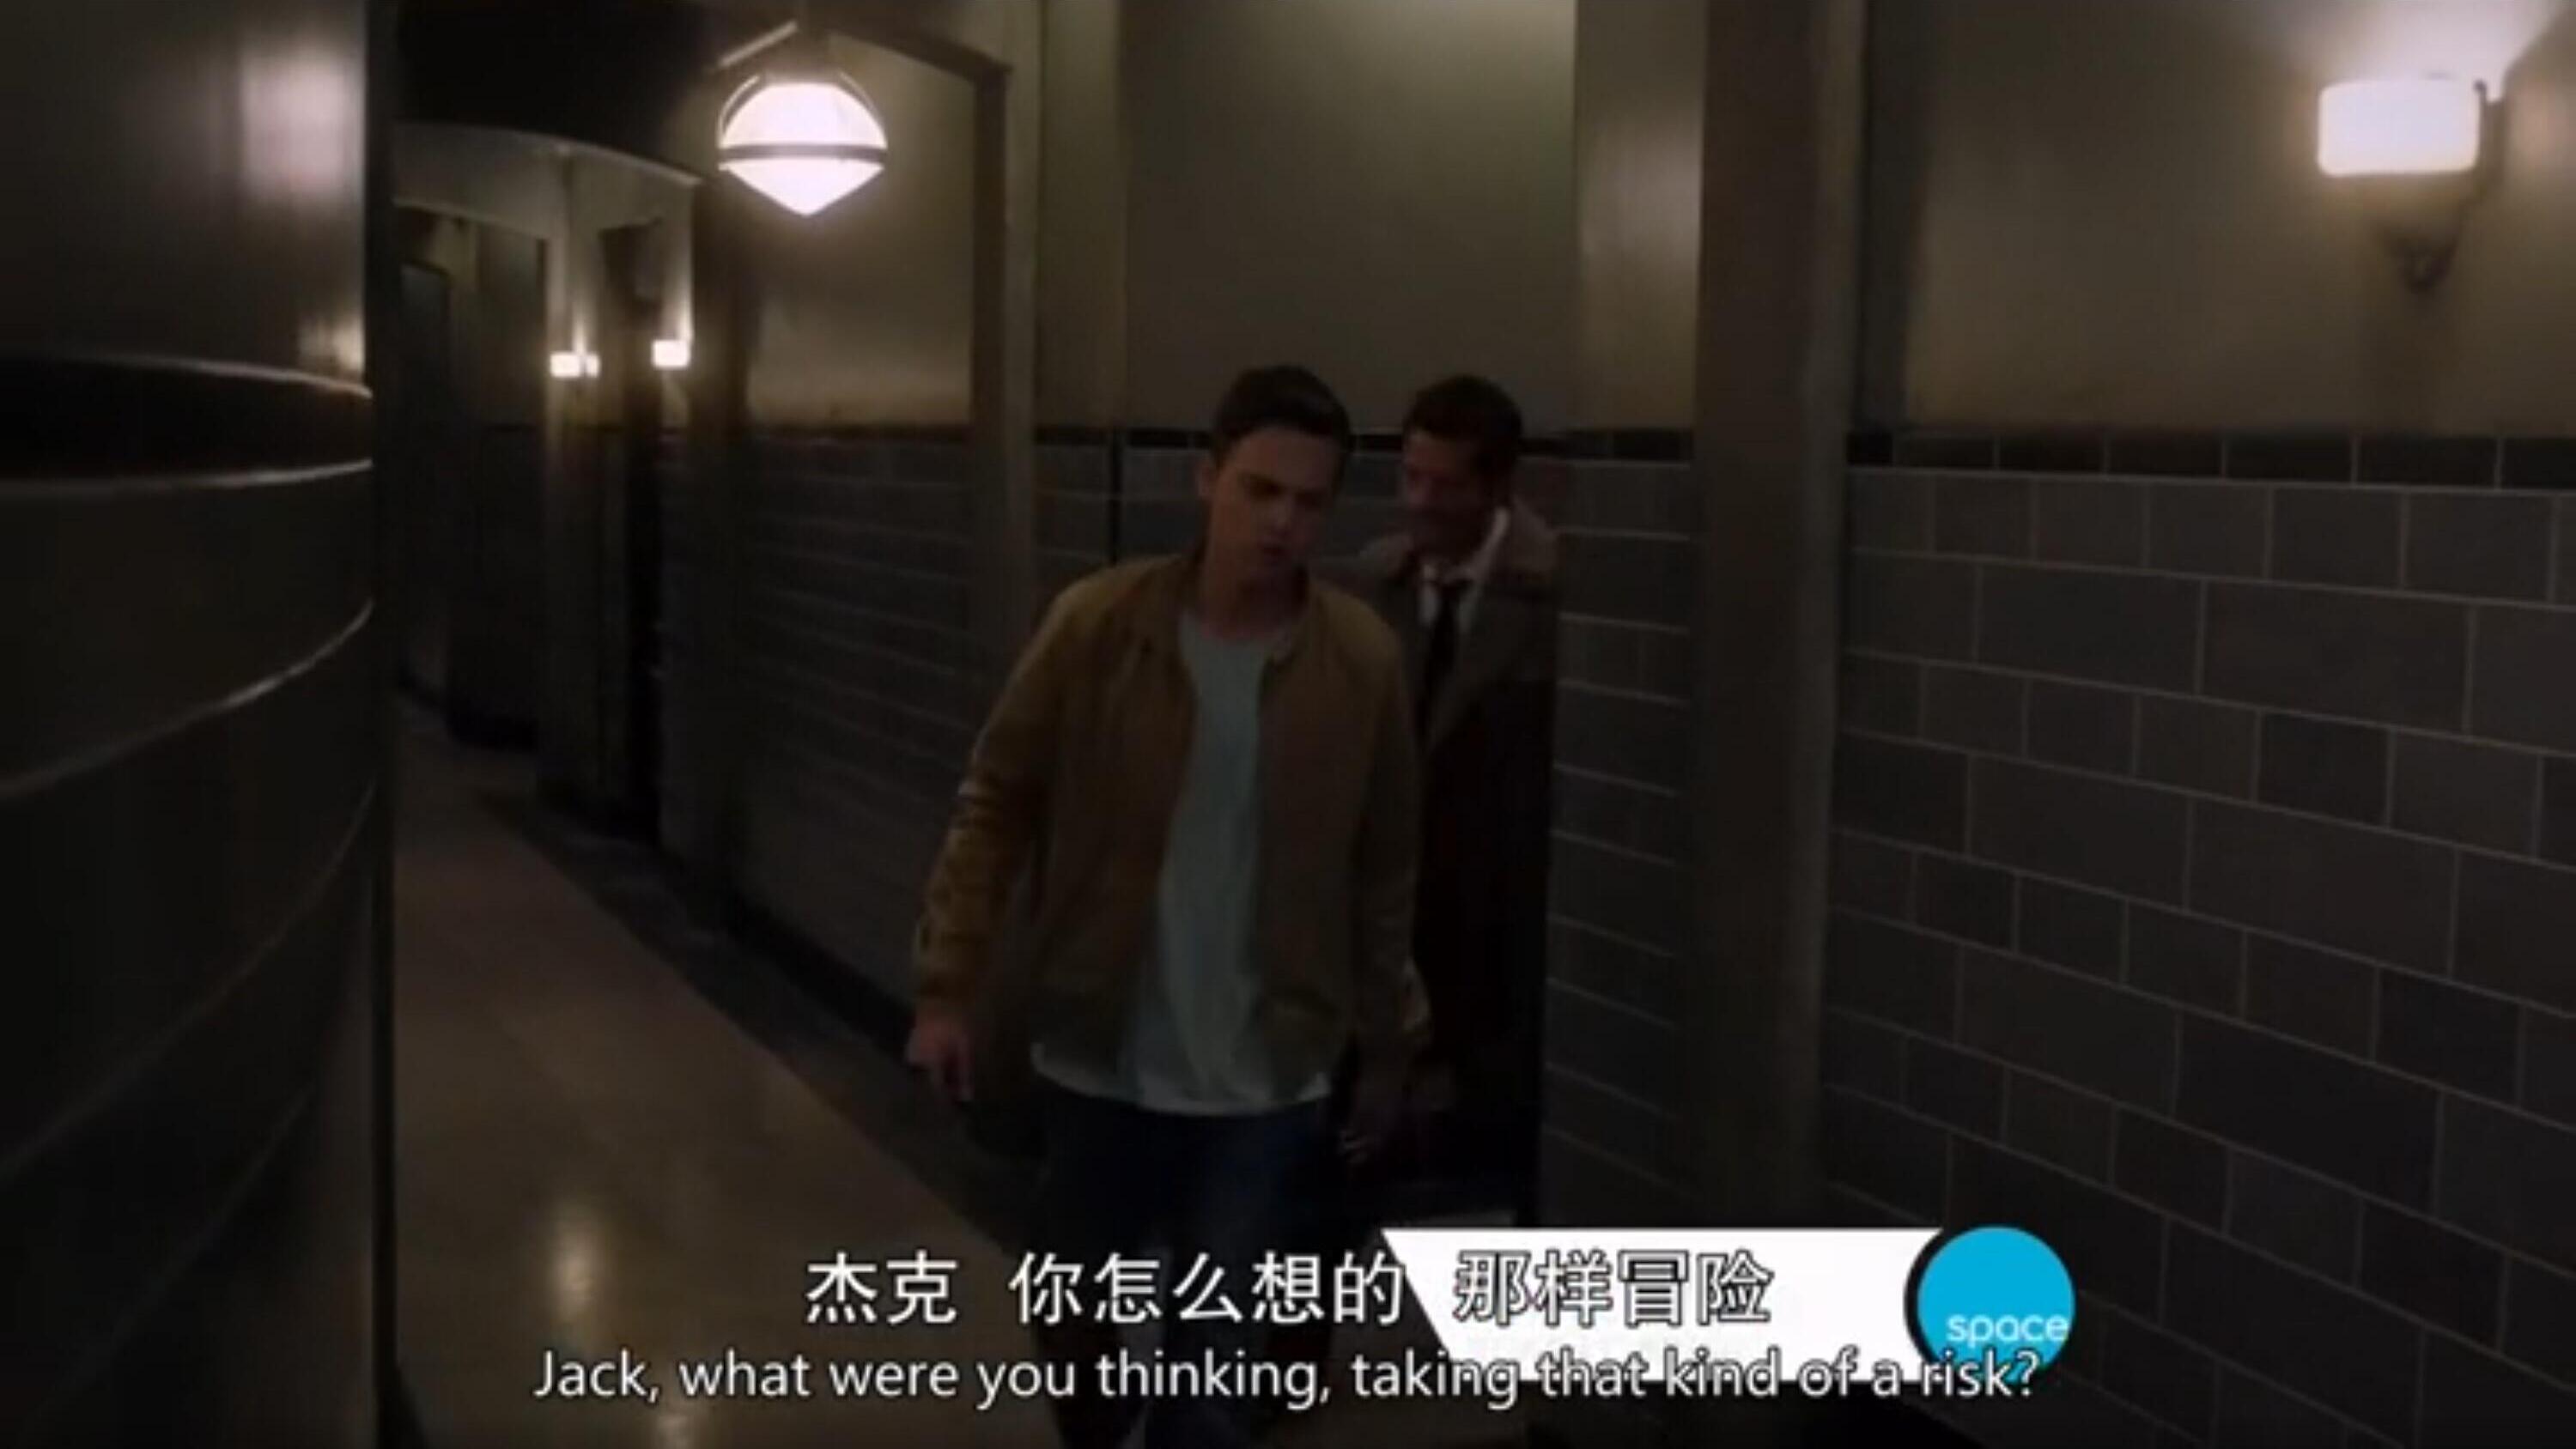 杰克 你怎么想的 那样冒险
space
Jack, what were you thinking, taking that kind of a risk?